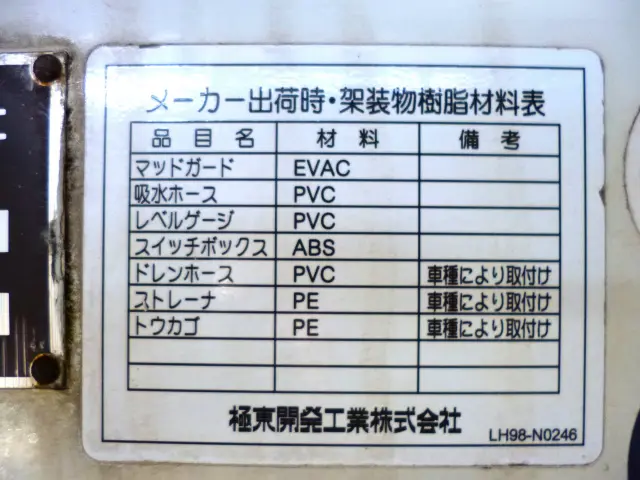 メーカー出荷時・架装物樹脂材料表
品目名 材料 備考
マッドガード EVAC
吸水ホース PVC
レベルゲージ PVC
スイッチボックス ABS
ドレンホース PVC 車種により取付け
ストレーナ PE 車種により取付け
トウカゴ PE 車種により取付け
極東開発工業株式会社
LH98-N0246